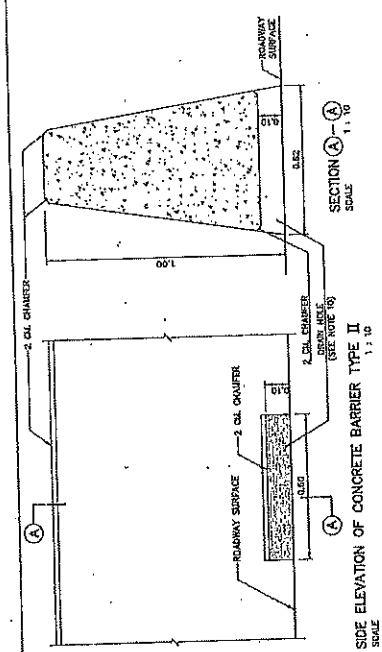 2 CM. CHAMFER
ROADWAY
SURFACE
1.00
0.10
0.62
SECTION A-A
SCALE 1 : 10
2 CM. CHAMFER
DRAIN HOLE
(SEE NOTE 10)
A
ROADWAY SURFACE
2 CM. CHAMFER
0.10
0.60
A
SIDE ELEVATION OF CONCRETE BARRIER TYPE II
SCALE 1 : 10